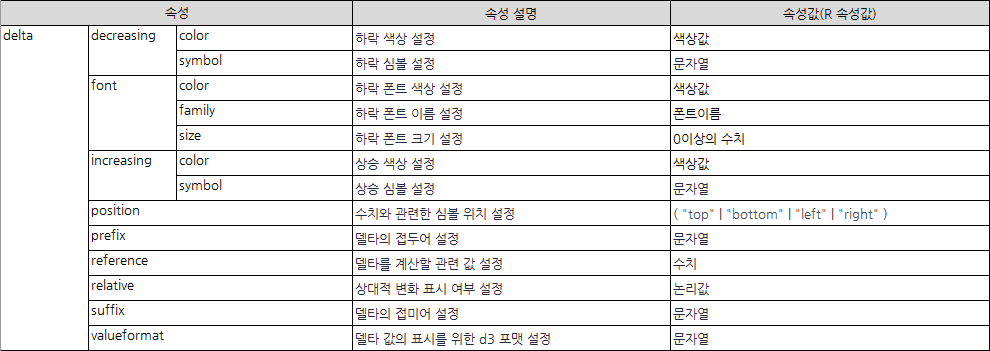 속성 속성 설명 속성값(R 속성값)
delta decreasing color 하락 색상 설정 색상값
symbol 하락 심볼 설정 문자열
font color 하락 폰트 색상 설정 색상값
family 하락 폰트 이름 설정 폰트이름
size 하락 폰트 크기 설정 0이상의 수치
increasing color 상승 색상 설정 색상값
symbol 상승 심볼 설정 문자열
position 수치와 관련한 심볼 위치 설정 ( "top" | "bottom" | "left" | "right" )
prefix 델타의 접두어 설정 문자열
reference 델타를 계산할 관련 값 설정 수치
relative 상대적 변화 표시 여부 설정 논리값
suffix 델타의 접미어 설정 문자열
valueformat 델타 값의 표시를 위한 d3 포맷 설정 문자열